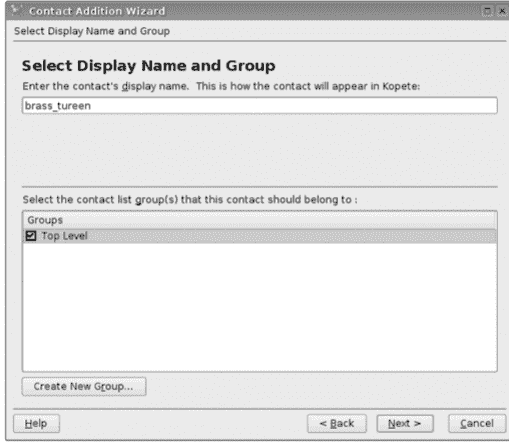 Contact Addition Wizard
Select Display Name and Group
Select Display Name and Group
Enter the contact's display name. This is how the contact will appear in Kopete:
brass_tureen
Select the contact list group(s) that this contact should belong to :
Groups
Top Level
Create New Group...
Help
< Back
Next >
Cancel